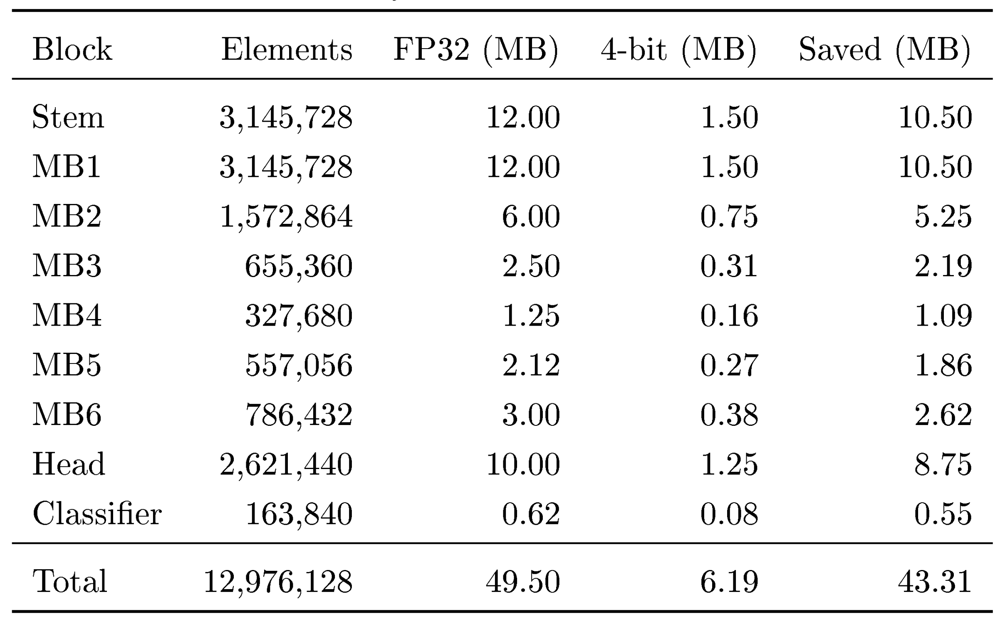 Block Elements FP32 (MB) 4-bit (MB) Saved (MB)
Stem 3,145,728 12.00 1.50 10.50
MB1 3,145,728 12.00 1.50 10.50
MB2 1,572,864 6.00 0.75 5.25
MB3 655,360 2.50 0.31 2.19
MB4 327,680 1.25 0.16 1.09
MB5 557,056 2.12 0.27 1.86
MB6 786,432 3.00 0.38 2.62
Head 2,621,440 10.00 1.25 8.75
Classifier 163,840 0.62 0.08 0.55
Total 12,976,128 49.50 6.19 43.31